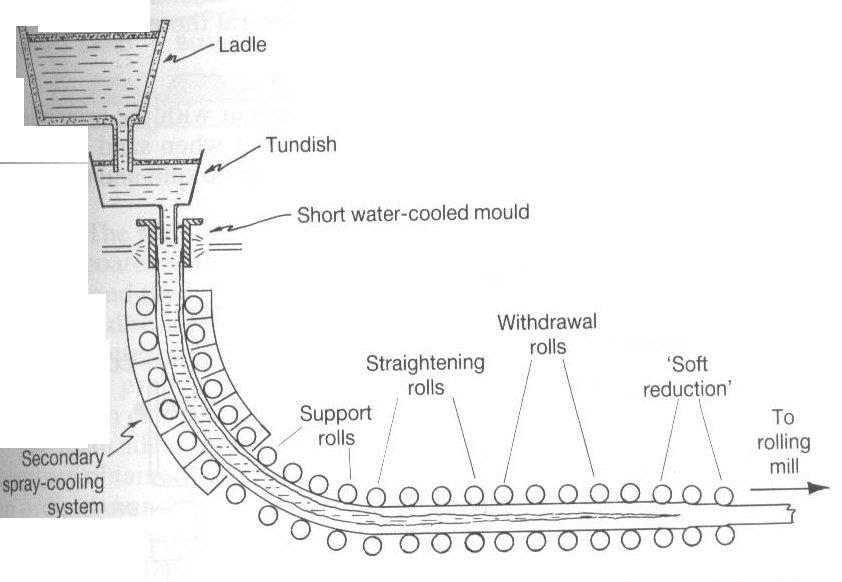 Ladle
Tundish
Short water-cooled mould
Withdrawal
rolls
Straightening
rolls
'Soft
reduction'
Support
rolls
To
rolling
mill
Secondary
spray-cooling
system